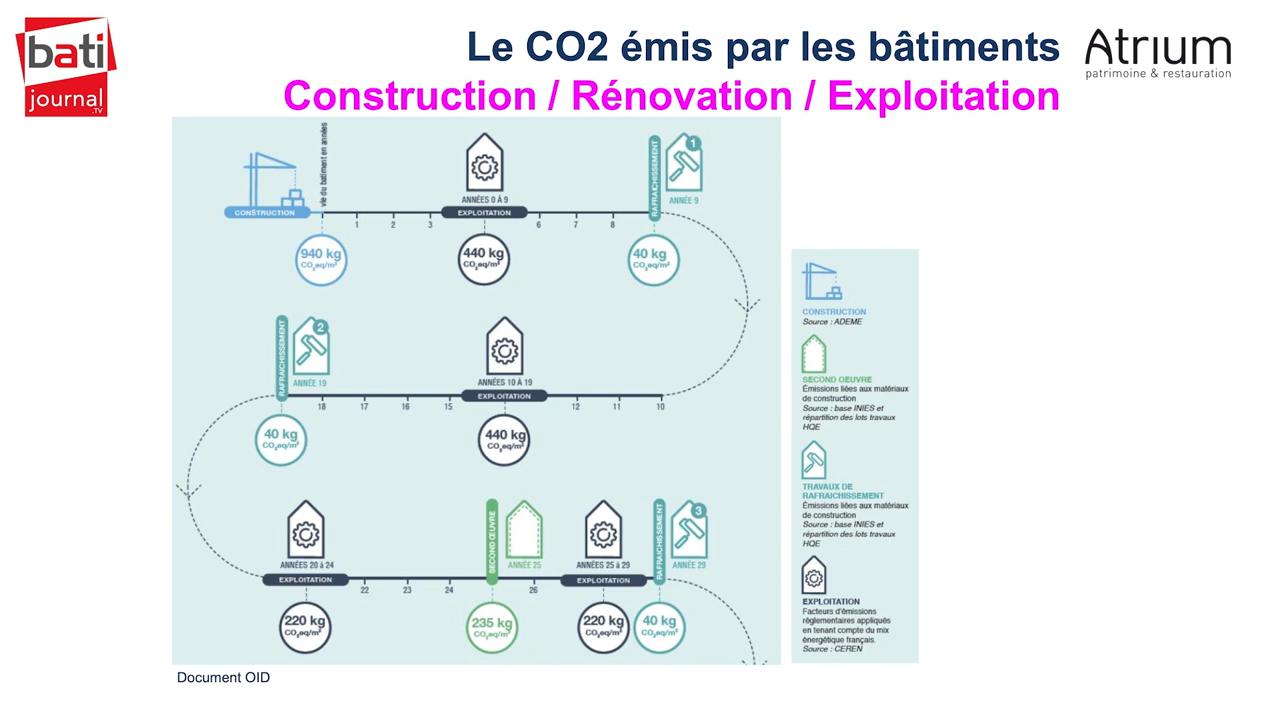 bati
journal
.TV
Le CO2 émis par les bâtiments
Construction / Rénovation / Exploitation
Atrium
patrimoine & restauration
vie du batiment en années
CONSTRUCTION
1
2
3
ANNÉES 0 À 9
EXPLOITATION
6
7
8
RAFRAICHISSEMENT
1
ANNÉE 9
940 kg
CO2eq/m²
440 kg
CO2eq/m²
40 kg
CO2eq/m²
RAFRAICHISSEMENT
2
ANNÉE 19
18
17
16
15
ANNÉES 10 À 19
EXPLOITATION
12
11
10
40 kg
CO2eq/m²
440 kg
CO2eq/m²
ANNÉES 20 à 24
EXPLOITATION
22
23
24
SECOND ŒUVRE
ANNÉE 25
26
ANNÉES 25 à 29
EXPLOITATION
RAFRAICHISSEMENT
3
ANNÉE 29
220 kg
CO2eq/m²
235 kg
CO2eq/m²
220 kg
CO2eq/m²
40 kg
CO2eq/m²
CONSTRUCTION
Source : ADEME
SECOND OEUVRE
Émissions liées aux matériaux
de construction
Source : base INIES et
répartition des lots travaux
HQE
TRAVAUX DE
RAFRAICHISSEMENT
Émissions liées aux matériaux
de construction
Source : base INIES et
répartition des lots travaux
HQE
EXPLOITATION
Facteurs d'émissions
réglementaires appliqués
en tenant compte du mix
énergétique français.
Source : CEREN
Document OID